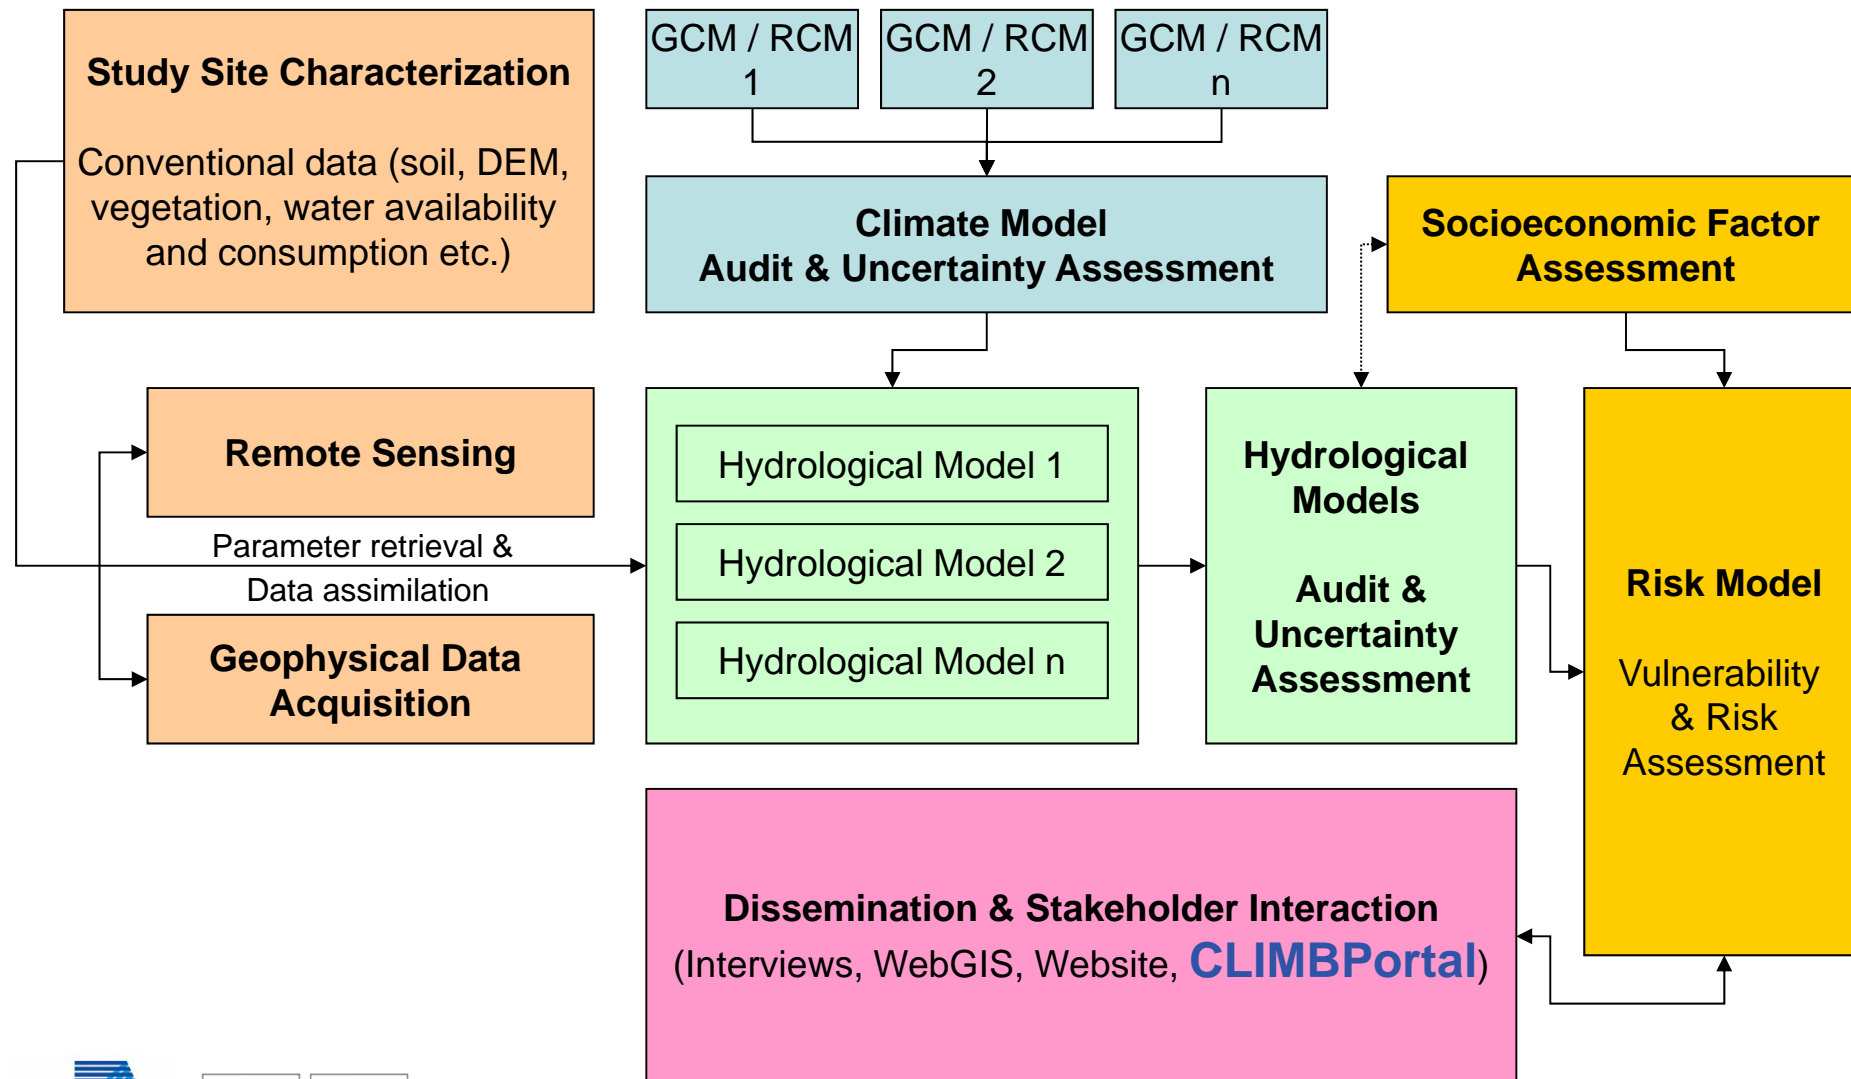 Study Site Characterization
Conventional data (soil, DEM,
vegetation, water availability
and consumption etc.)
GCM / RCM
1
GCM / RCM
2
GCM / RCM
n
Climate Model
Audit & Uncertainty Assessment
Socioeconomic Factor
Assessment
Remote Sensing
Parameter retrieval &
Data assimilation
Geophysical Data
Acquisition
Hydrological Model 1
Hydrological Model 2
Hydrological Model n
Hydrological
Models
Audit &
Uncertainty
Assessment
Risk Model
Vulnerability
& Risk
Assessment
Dissemination & Stakeholder Interaction
(Interviews, WebGIS, Website, CLIMBPortal)